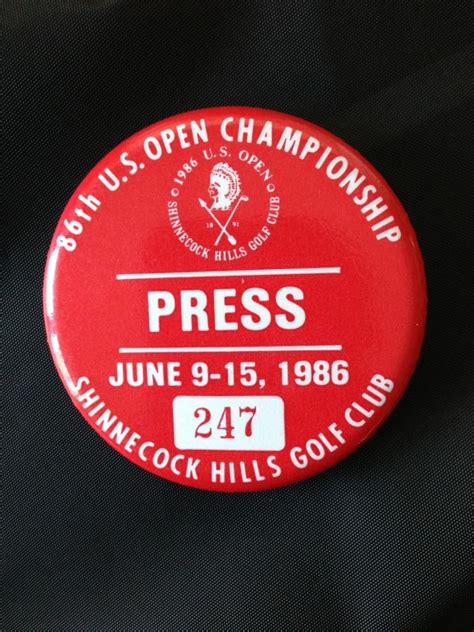 86th U.S. OPEN CHAMPIONSHIP
©1986 U.S. OPEN
18 91
SHINNECOCK HILLS GOLF CLUB
PRESS
JUNE 9-15, 1986
247
SHINNECOCK HILLS GOLF CLUB